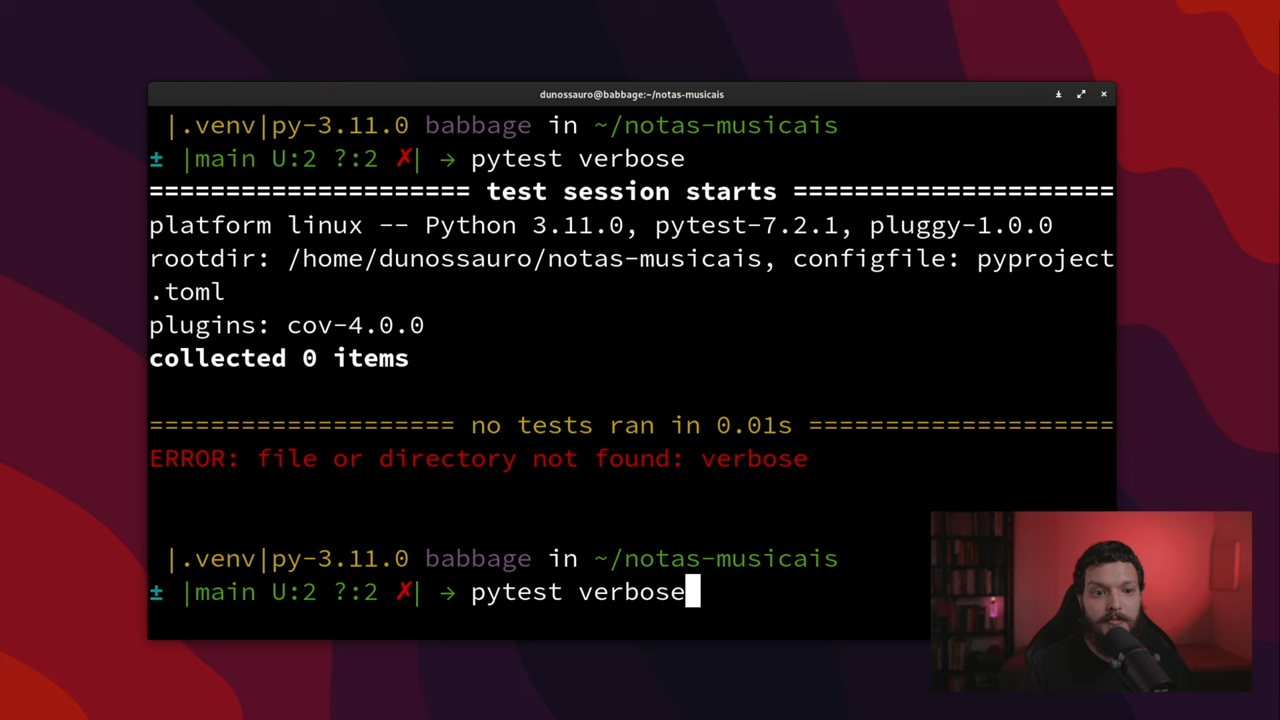 dunossauro@babbage:~/notas-musicais
|.venv|py-3.11.0 babbage in ~/notas-musicais
± |main U:2 ?:2 ✗| → pytest verbose
===================== test session starts =====================
platform linux -- Python 3.11.0, pytest-7.2.1, pluggy-1.0.0
rootdir: /home/dunossauro/notas-musicais, configfile: pyproject
.toml
plugins: cov-4.0.0
collected 0 items
==================== no tests ran in 0.01s ====================
ERROR: file or directory not found: verbose
|.venv|py-3.11.0 babbage in ~/notas-musicais
± |main U:2 ?:2 ✗| → pytest verbose